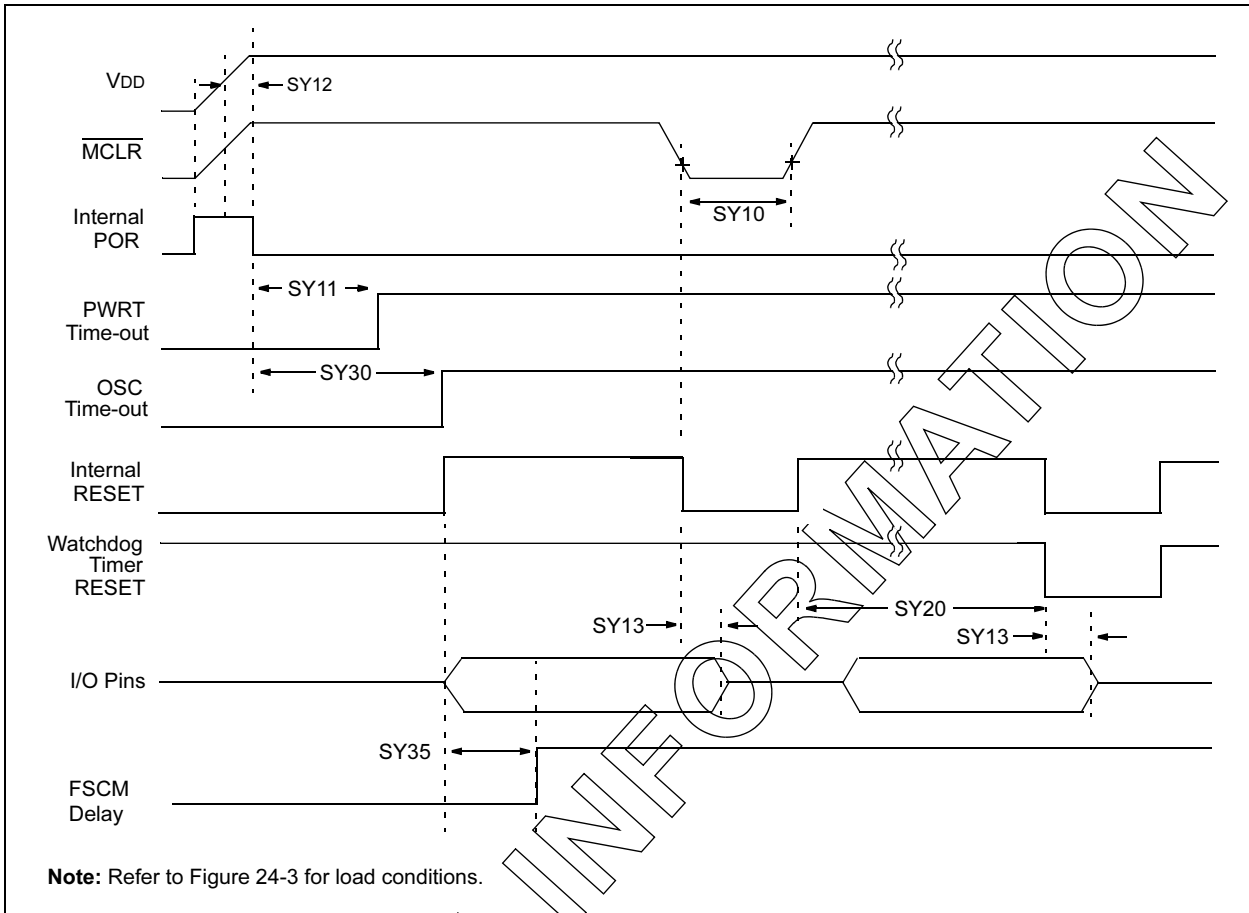 VDD
SY12
MCLR
SY10
Internal
POR
SY11
PWRT
Time-out
SY30
OSC
Time-out
Internal
RESET
Watchdog
Timer
RESET
SY20
SY13
SY13
I/O Pins
SY35
FSCM
Delay
INFORMATION
Note: Refer to Figure 24-3 for load conditions.